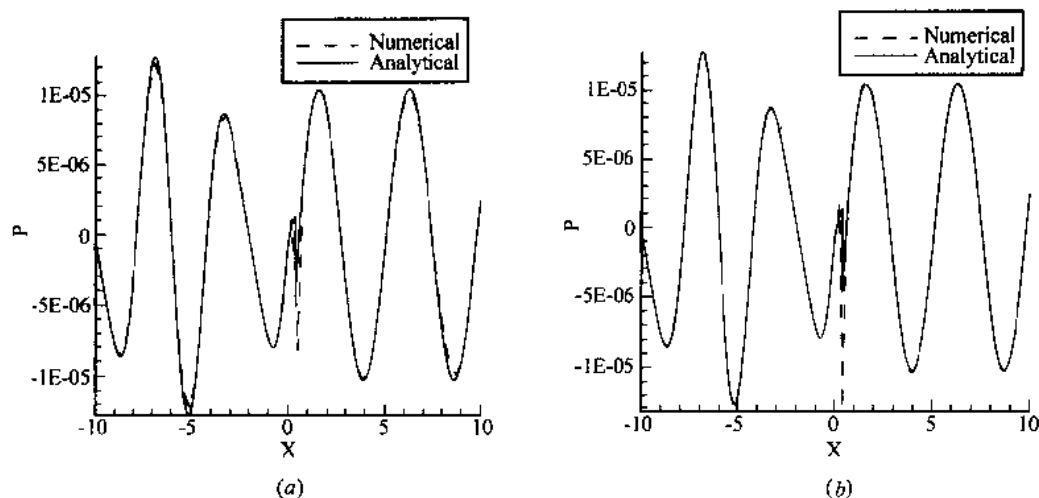 Numerical
Analytical
1E-05
5E-06
0
-5E-06
-1E-05
P
-10
-5
0
5
10
X
(a)
Numerical
Analytical
1E-05
5E-06
0
-5E-06
-1E-05
P
-10
-5
0
5
10
X
(b)